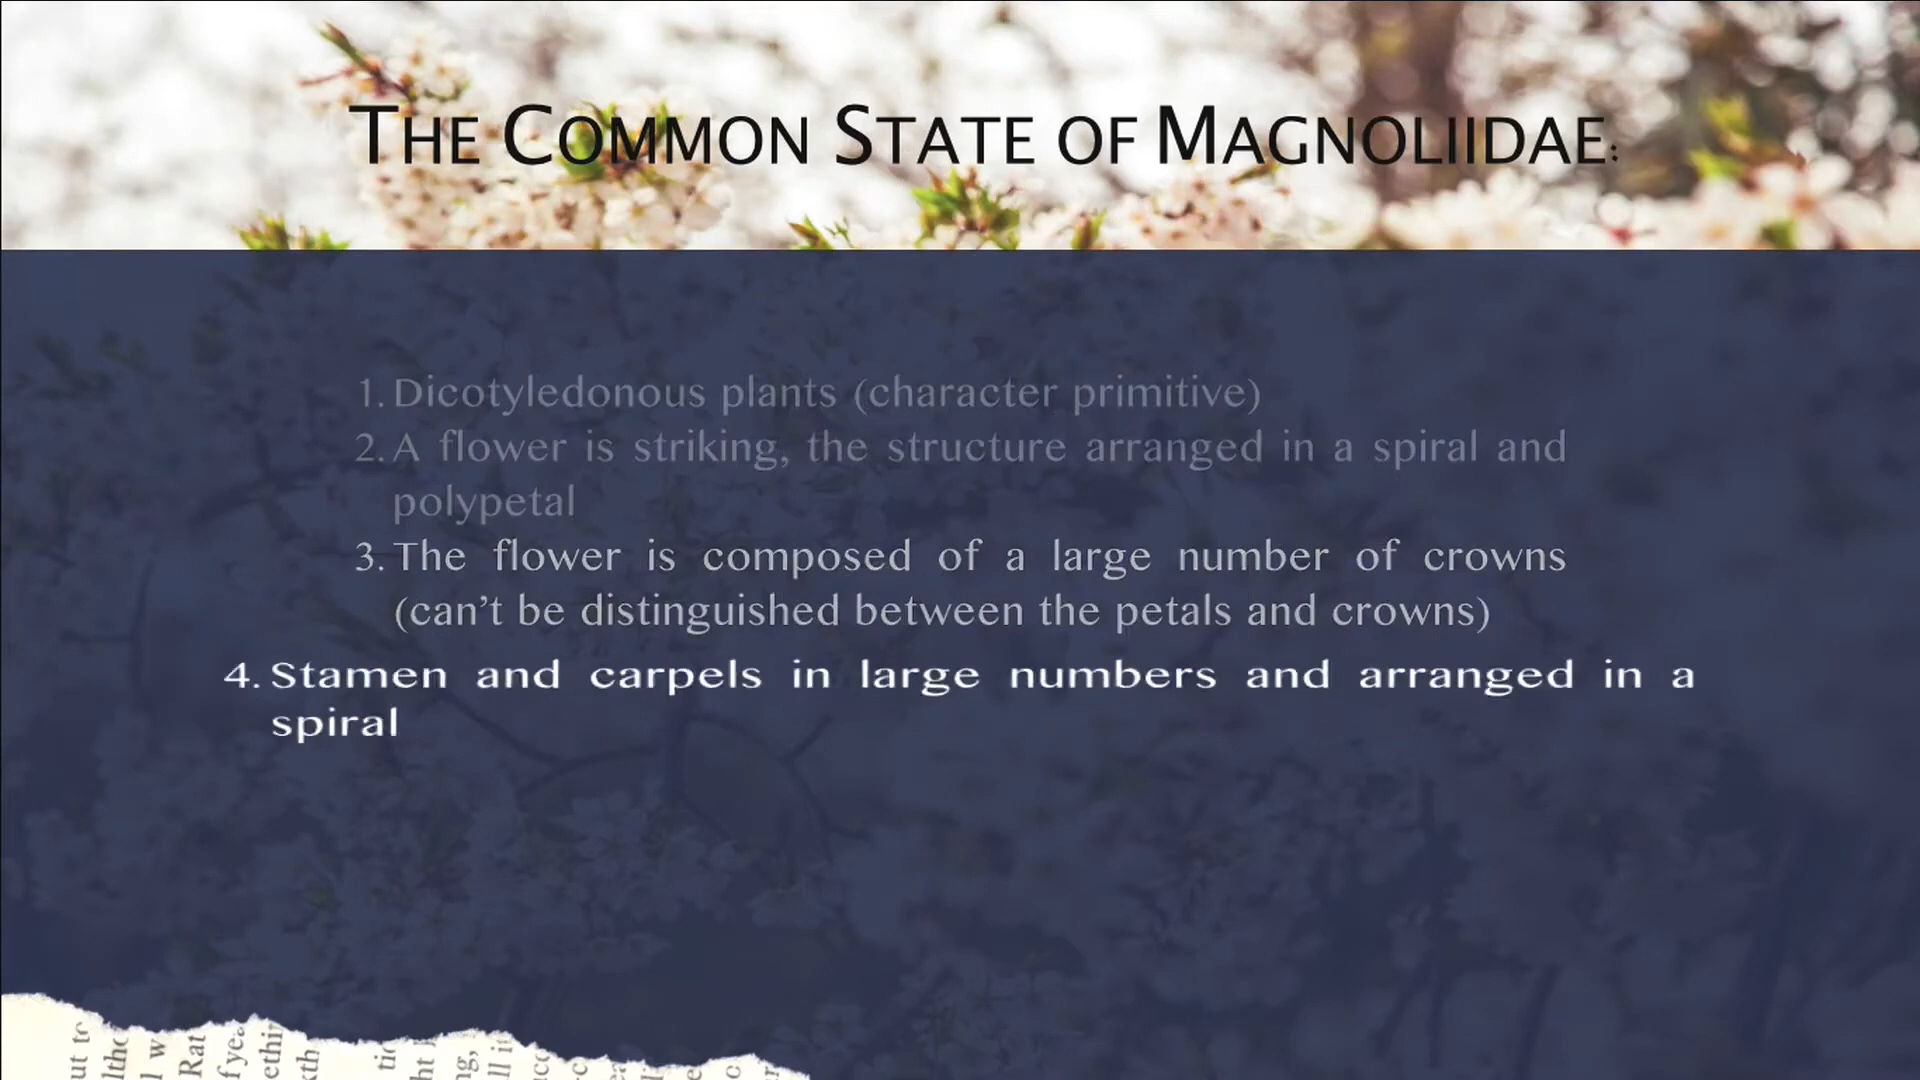 THE COMMON STATE OF MAGNOLIIDAE:
1. Dicotyledonous plants (character primitive)
2. A flower is striking, the structure arranged in a spiral and
polypetal
3. The flower is composed of a large number of crowns
(can't be distinguished between the petals and crowns)
4. Stamen and carpels in large numbers and arranged in a
spiral